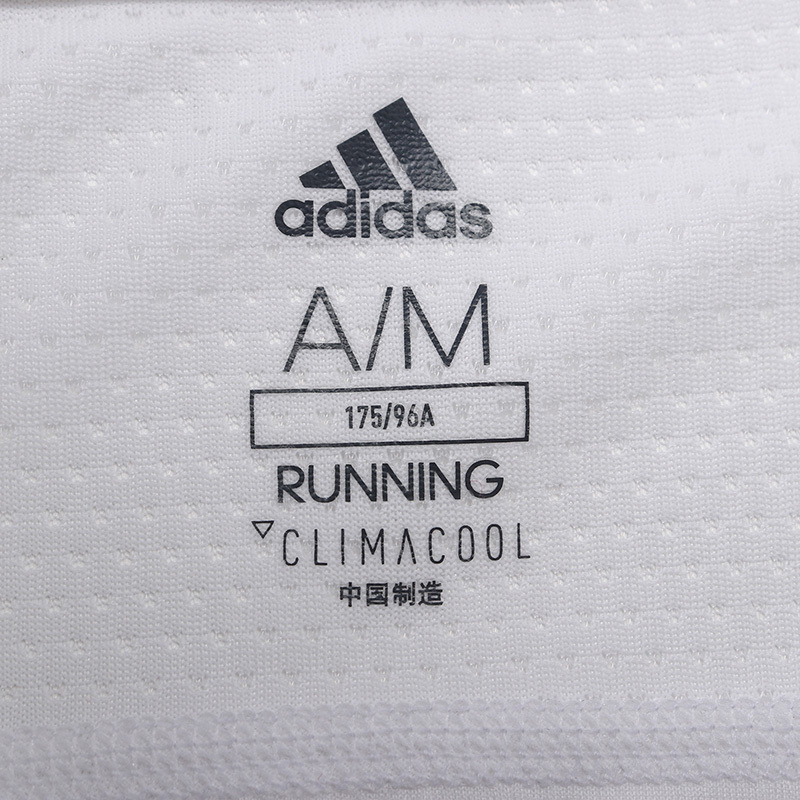 adidas
A/M
175/96A
RUNNING
CLIMACOOL
中国制造